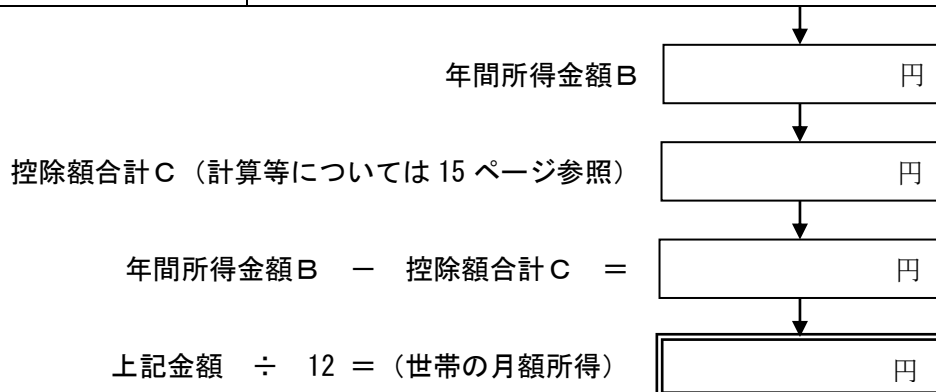 年間所得金額B 円
控除額合計C（計算等については 15 ページ参照） 円
年間所得金額B － 控除額合計C ＝ 円
上記金額 ÷ 12 ＝（世帯の月額所得） 円